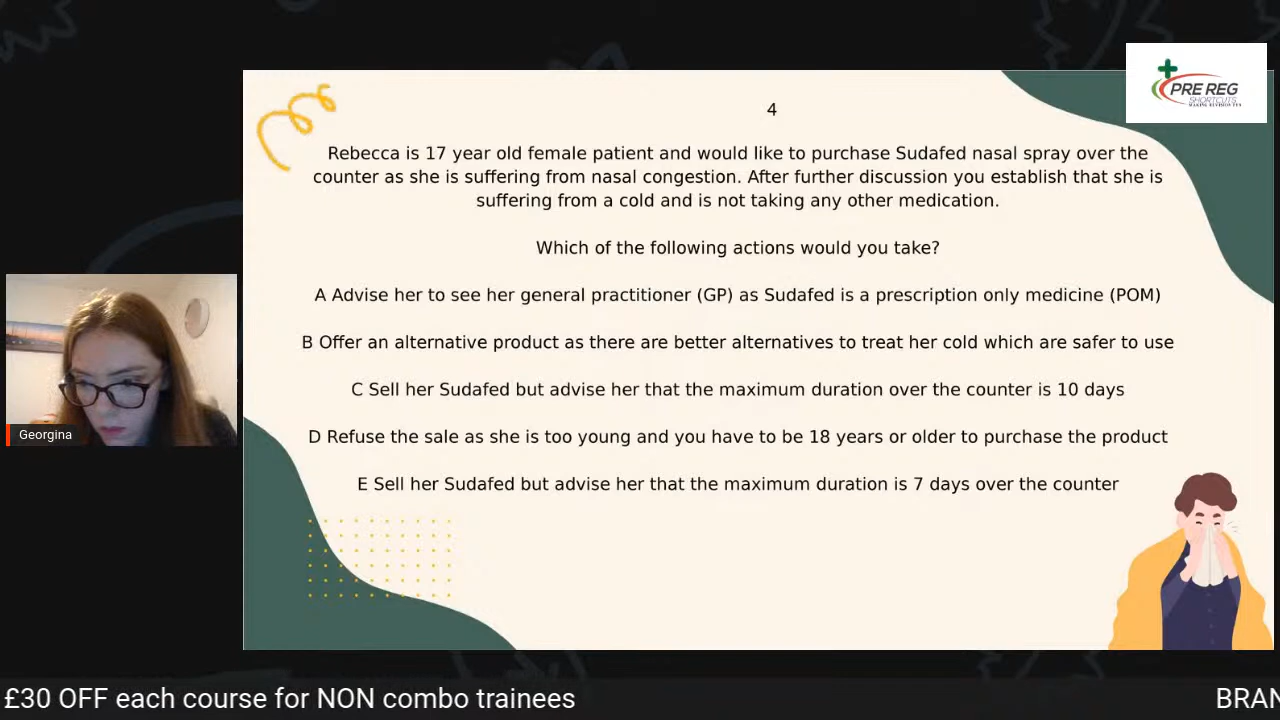 PRE REG
SHORTCUTS
MAKING REVISION FUN
4
Rebecca is 17 year old female patient and would like to purchase Sudafed nasal spray over the
counter as she is suffering from nasal congestion. After further discussion you establish that she is
suffering from a cold and is not taking any other medication.
Which of the following actions would you take?
A Advise her to see her general practitioner (GP) as Sudafed is a prescription only medicine (POM)
B Offer an alternative product as there are better alternatives to treat her cold which are safer to use
C Sell her Sudafed but advise her that the maximum duration over the counter is 10 days
D Refuse the sale as she is too young and you have to be 18 years or older to purchase the product
E Sell her Sudafed but advise her that the maximum duration is 7 days over the counter
Georgina
£30 OFF each course for NON combo trainees
BRAN